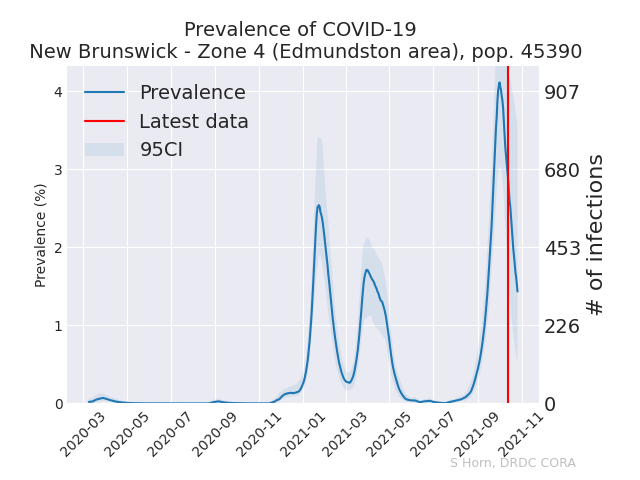 Prevalence of COVID-19
New Brunswick - Zone 4 (Edmundston area), pop. 45390
Prevalence
Latest data
95CI
Prevalence (%)
4
3
2
1
0
907
680
453
226
0
# of infections
2020-03
2020-05
2020-07
2020-09
2020-11
2021-01
2021-03
2021-05
2021-07
2021-09
2021-11
S Horn, DRDC CORA